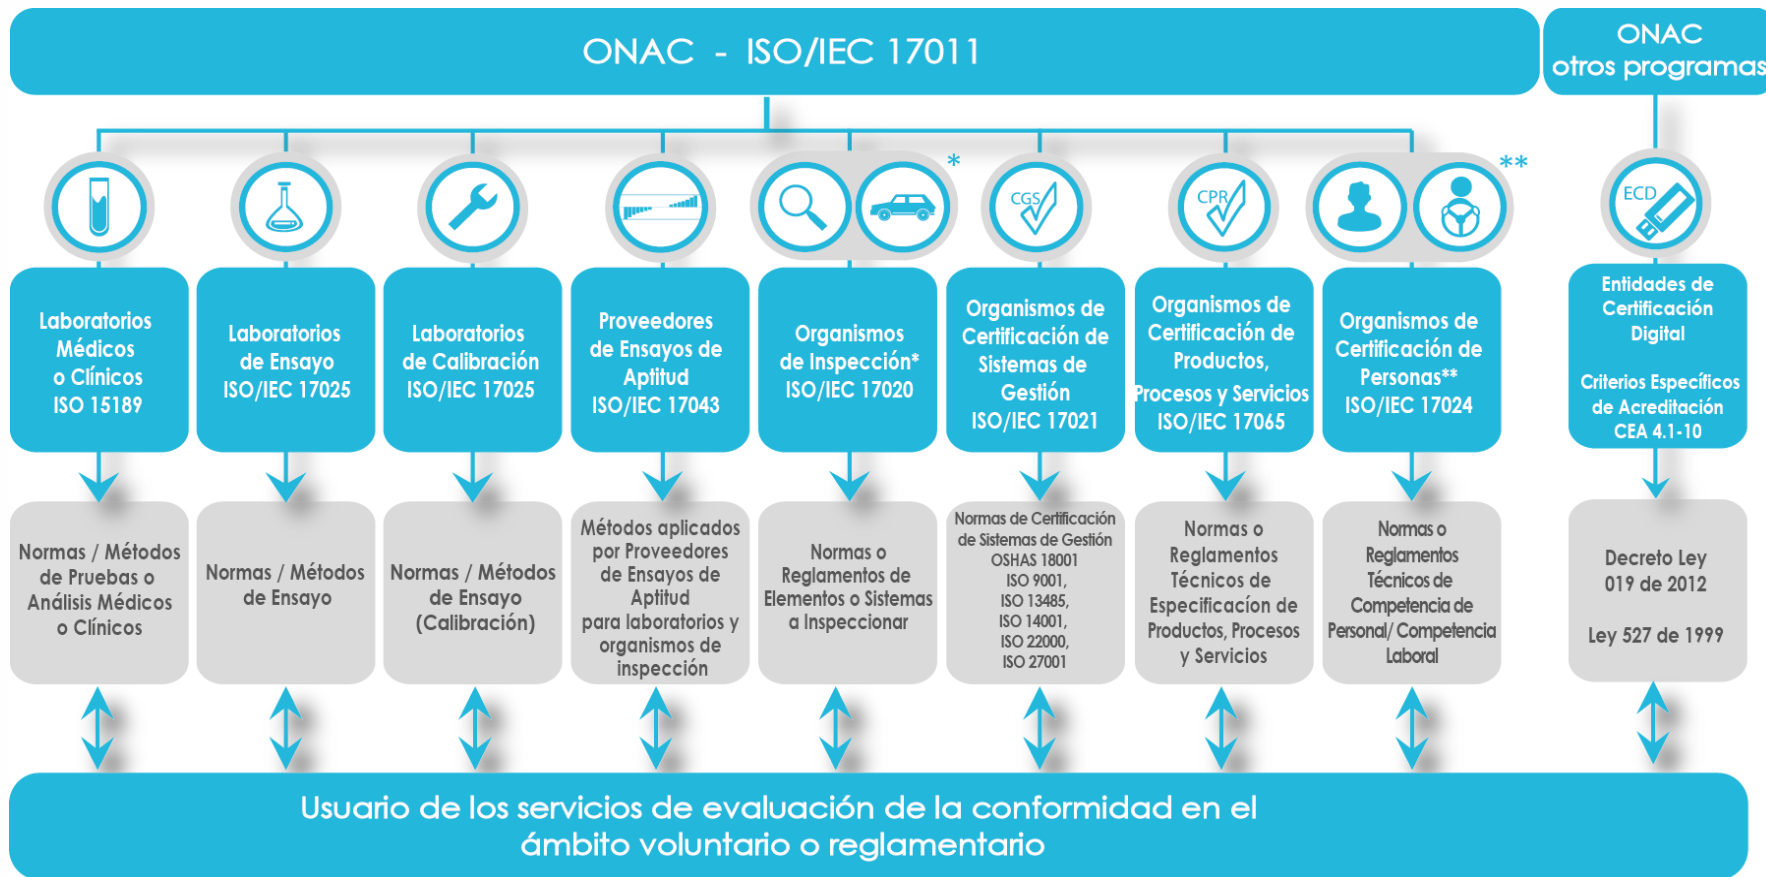 ONAC - ISO/IEC 17011
ONAC
otros programas
*
**
CGS
CPR
ECD
Laboratorios
Médicos
o Clínicos
ISO 15189
Laboratorios
de Ensayo
ISO/IEC 17025
Laboratorios
de Calibración
ISO/IEC 17025
Proveedores
de Ensayos de
Aptitud
ISO/IEC 17043
Organismos
de Inspección*
ISO/IEC 17020
Organismos de
Certificación de
Sistemas de
Gestión
ISO/IEC 17021
Organismos de
Certificación de
Productos,
Procesos y Servicios
ISO/IEC 17065
Organismos de
Certificación de
Personas**
ISO/IEC 17024
Entidades de
Certificación
Digital
Criterios Específicos
de Acreditación
CEA 4.1-10
Normas / Métodos
de Pruebas o
Análisis Médicos
o Clínicos
Normas / Métodos
de Ensayo
Normas / Métodos
de Ensayo
(Calibración)
Métodos aplicados
por Proveedores
de Ensayos de
Aptitud
para laboratorios y
organismos de
inspección
Normas o
Reglamentos de
Elementos o Sistemas
a Inspeccionar
Normas de Certificación
de Sistemas de Gestión
OSHAS 18001
ISO 9001,
ISO 13485,
ISO 14001,
ISO 22000,
ISO 27001
Normas o
Reglamentos
Técnicos de
Especificacíon de
Productos, Procesos
y Servicios
Normas o
Reglamentos
Técnicos de
Competencia de
Personal/ Competencia
Laboral
Decreto Ley
019 de 2012
Ley 527 de 1999
Usuario de los servicios de evaluación de la conformidad en el
ámbito voluntario o reglamentario